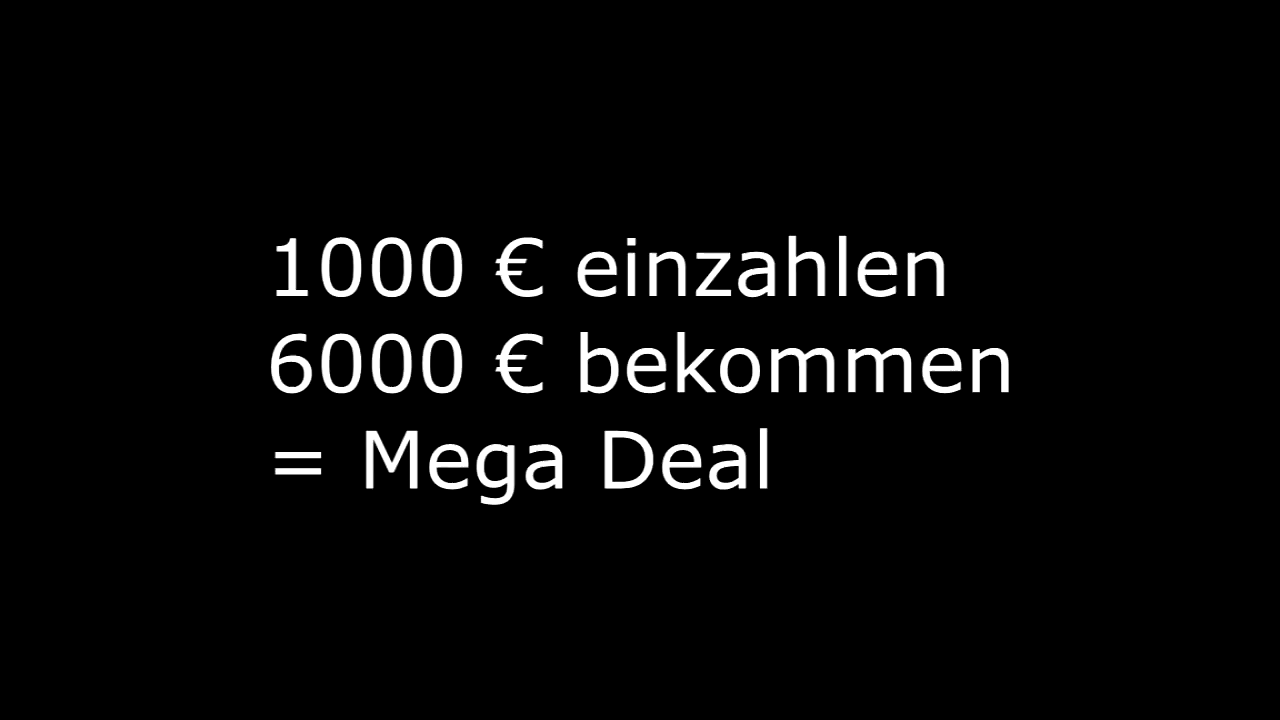 1000 € einzahlen
6000 € bekommen
= Mega Deal